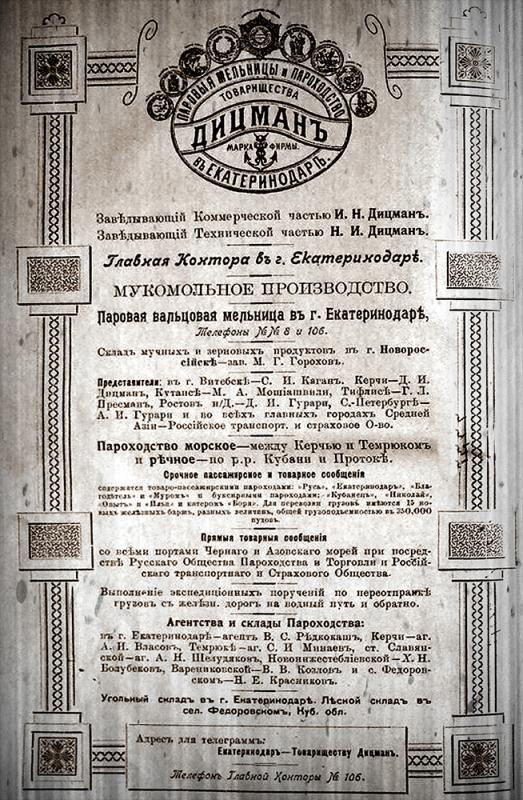 ПАРОВЫЯ МЕЛЬНИЦЫ И ПАРОХОДСТВО
ТОВАРИЩЕСТВА
ДИЦМАНЪ
МАРКА ФИРМЫ.
ВЪ ЕКАТЕРИНОДАРѢ.
Завѣдывающій Коммерческой частью И. Н. Дицманъ.
Завѣдывающій Технической частью Н. И. Дицманъ.
Главная Контора въ г. Екатеринодарѣ.
МУКОМОЛЬНОЕ ПРОИЗВОДСТВО.
Паровая вальцовая мельница въ г. Екатеринодарѣ,
Телефоны №№ 8 и 106.
Складъ мучныхъ и зерновыхъ продуктовъ въ г. Новорос-
сійскѣ—зав. М. Г. Гороховъ.
Представители: въ г. Витебскѣ—С. И. Каганъ, Керчи—Д. И.
Дицманъ, Кутаисѣ—М. А. Мошіашвили, Тифлисѣ—Г. Л.
Пресманъ, Ростовъ н/Д.—Д. И. Гурари, С.-Петербургѣ—
А. И. Гурари и во всѣхъ главныхъ городахъ Средней
Азіи—Россійское транспорт. и страховое О-во.
Пароходство морское—между Керчью и Темрюкомъ
и рѣчное—по р.р. Кубани и Протокѣ.
Срочное пассажирское и товарное сообщенія
содержатся товаро-пассажирскими пароходами: «Русь», «Екатеринодаръ», «Бла-
годѣтель» и «Муромъ» и буксирными пароходами: «Кубанецъ», «Николай»,
«Опытъ» и «Илья» и катеромъ «Боря». Для перевозки грузовъ имѣются 15 но-
выхъ желѣзныхъ баржъ, разныхъ величинъ, общей грузоподъемностью въ 350,000
пудовъ.
Прямыя товарныя сообщенія
со всѣми портами Чернаго и Азовскаго морей при посред-
ствѣ Русскаго Общества Пароходства и Торговли и Россій-
скаго транспортнаго и Страхового Общества.
Выполненіе экспедиціонныхъ порученій по переотправкѣ
грузовъ съ желѣзн. дорогъ на водный путь и обратно.
Агентства и склады Пароходства:
въ г. Екатеринодарѣ—агентъ В. С. Рѣдкокашъ, Керчи—аг.
А. И. Власовъ, Темрюкѣ—аг. С. И Минаевъ, ст. Славян-
ской—аг. А. Н. Шелудяковъ, Новонижестебліевской—Х. Н.
Болубековъ, Варениковской—В. В. Козловъ и с. Федоров-
скомъ—Н. Е. Красниковъ.
Угольный складъ въ г. Екатеринодарѣ. Лѣсной складъ въ
сел. Федоровскомъ, Куб. обл.
Адресъ для телеграммъ:
Екатеринодаръ—Товариществу Дицманъ.
Телефонъ Главной Конторы № 106.